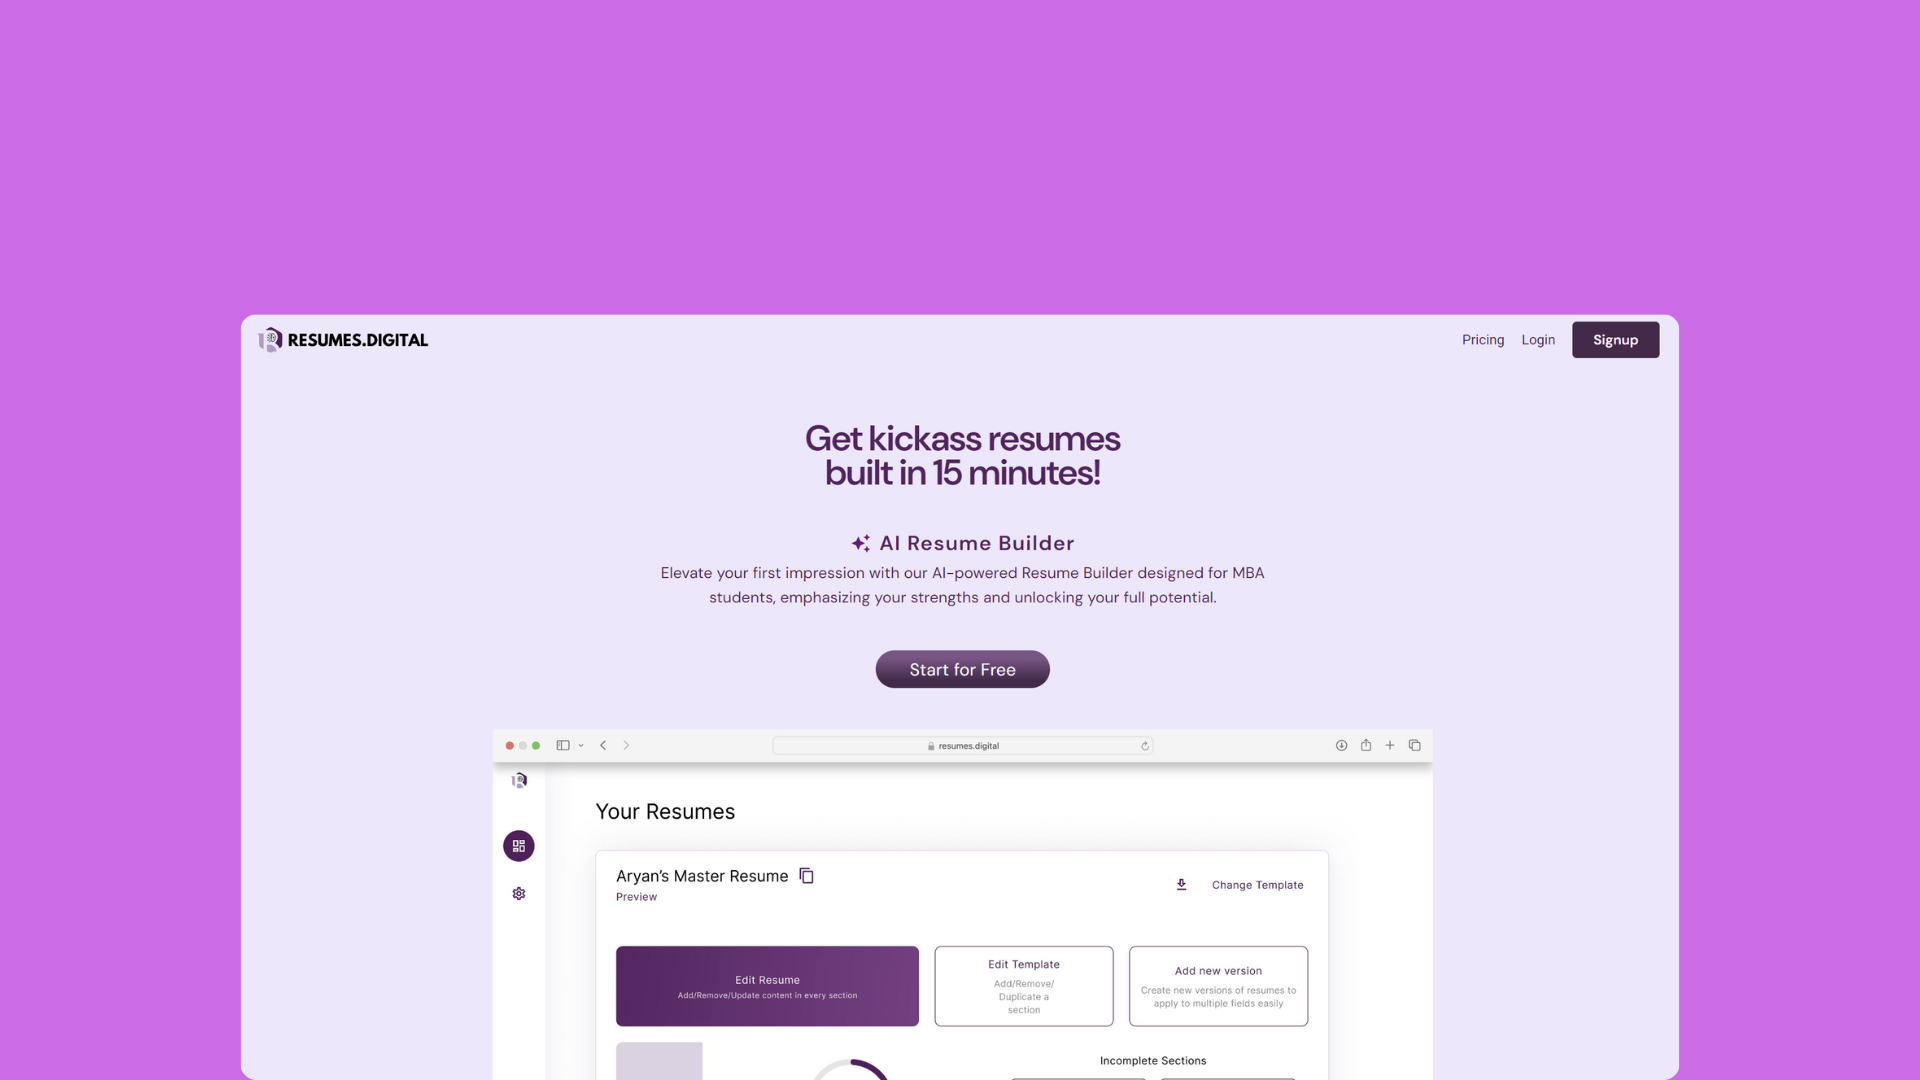 RESUMES.DIGITAL
Pricing
Login
Signup
Get kickass resumes
built in 15 minutes!
AI Resume Builder
Elevate your first impression with our AI-powered Resume Builder designed for MBA
students, emphasizing your strengths and unlocking your full potential.
Start for Free
resumes.digital
Your Resumes
Aryan's Master Resume
Preview
Change Template
Edit Resume
Add/Remove/Update content in every section
Edit Template
Add/Remove/
Duplicate a
section
Add new version
Create new versions of resumes to
apply to multiple fields easily
Incomplete Sections